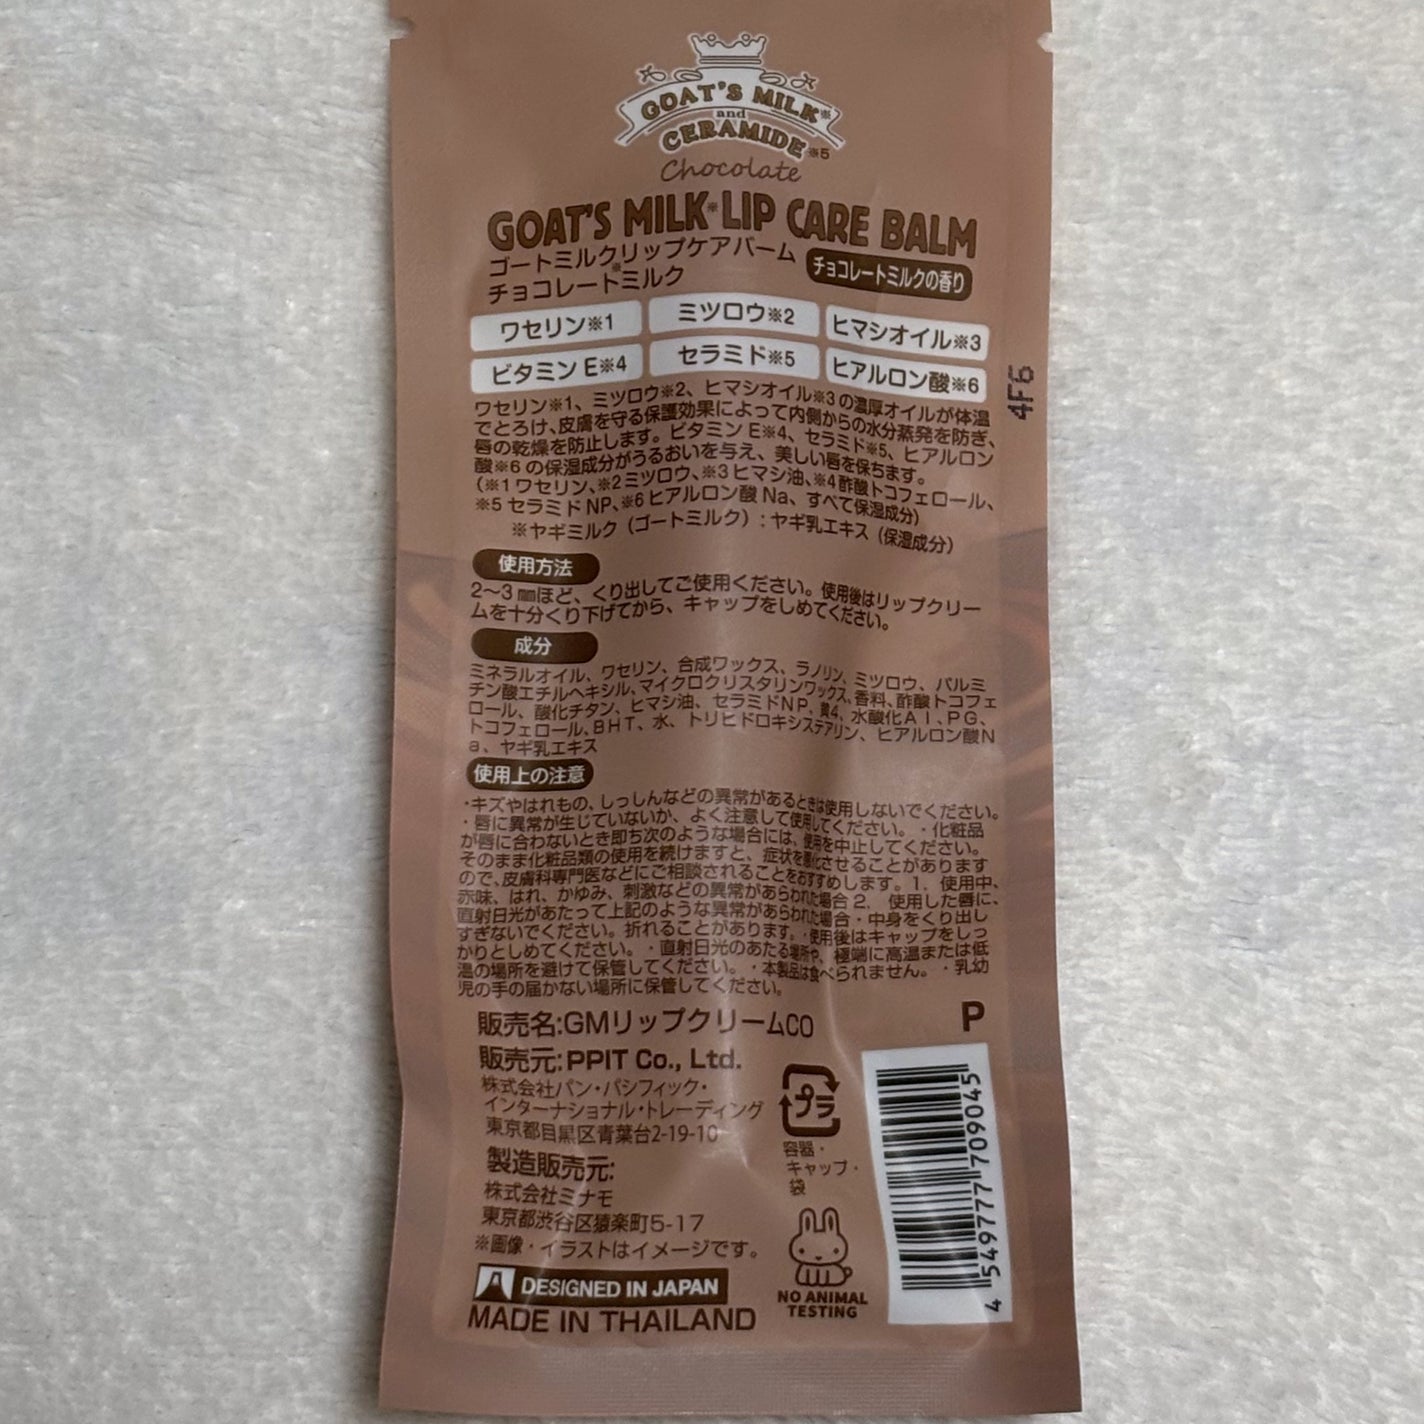 GOAT'S MILK※
and
CERAMIDE※5
Chocolate
GOAT'S MILK※LIP CARE BALM
ゴートミルクリップケアバーム
チョコレート※ミルク
チョコレートミルクの香り
ワセリン※1
ミツロウ※2
ヒマシオイル※3
ビタミン E※4
セラミド※5
ヒアルロン酸※6
4F6
ワセリン※1、ミツロウ※2、ヒマシオイル※3の濃厚オイルが体温
でとろけ、皮膚を守る保護効果によって内側からの水分蒸発を防ぎ、
唇の乾燥を防止します。ビタミン E※4、セラミド※5、ヒアルロン
酸※6 の保湿成分がうるおいを与え、美しい唇を保ちます。
(※1ワセリン、※2ミツロウ、※3ヒマシ油、※4酢酸トコフェロール、
※5 セラミド NP、※6 ヒアルロン酸 Na、すべて保湿成分)
※ヤギミルク（ゴートミルク）: ヤギ乳エキス（保湿成分）
使用方法
2〜3 ㎜ほど、くり出してご使用ください。使用後はリップクリー
ムを十分くり下げてから、キャップをしめてください。
成分
ミネラルオイル、ワセリン、合成ワックス、ラノリン、ミツロウ、パルミ
チン酸エチルヘキシル、マイクロクリスタリンワックス、香料、酢酸トコフェ
ロール、酸化チタン、ヒマシ油、セラミドNP、黄4、水酸化Al、PG、
トコフェロール、BHT、水、トリヒドロキシステアリン、ヒアルロン酸N
a、ヤギ乳エキス
使用上の注意
・キズやはれもの、しっしんなどの異常があるときは使用しないでください。
・唇に異常が生じていないか、よく注意して使用してください。・化粧品
が唇に合わないとき即ち次のような場合には、使用を中止してください。
そのまま化粧品類の使用を続けますと、症状を悪化させることがあります
ので、皮膚科専門医などにご相談されることをおすすめします。1. 使用中、
赤味、はれ、かゆみ、刺激などの異常があらわれた場合 2. 使用した唇に、
直射日光があたって上記のような異常があらわれた場合・中身をくり出し
すぎないでください。折れることがあります。・使用後はキャップをしっ
かりとしめてください。・直射日光のあたる場所や、極端に高温または低
温の場所を避けて保管してください。・本製品は食べられません。・乳幼
児の手の届かない場所に保管してください。
販売名:GMリップクリームCO
P
販売元:PPIT Co., Ltd.
株式会社パン・パシフィック・
インターナショナル・トレーディング
東京都目黒区青葉台2-19-10
製造販売元:
株式会社ミナモ
東京都渋谷区猿楽町5-17
※画像・イラストはイメージです。
DESIGNED IN JAPAN
MADE IN THAILAND
プラ
容器・
キャップ・
袋
NO ANIMAL
TESTING
4 549777 709045